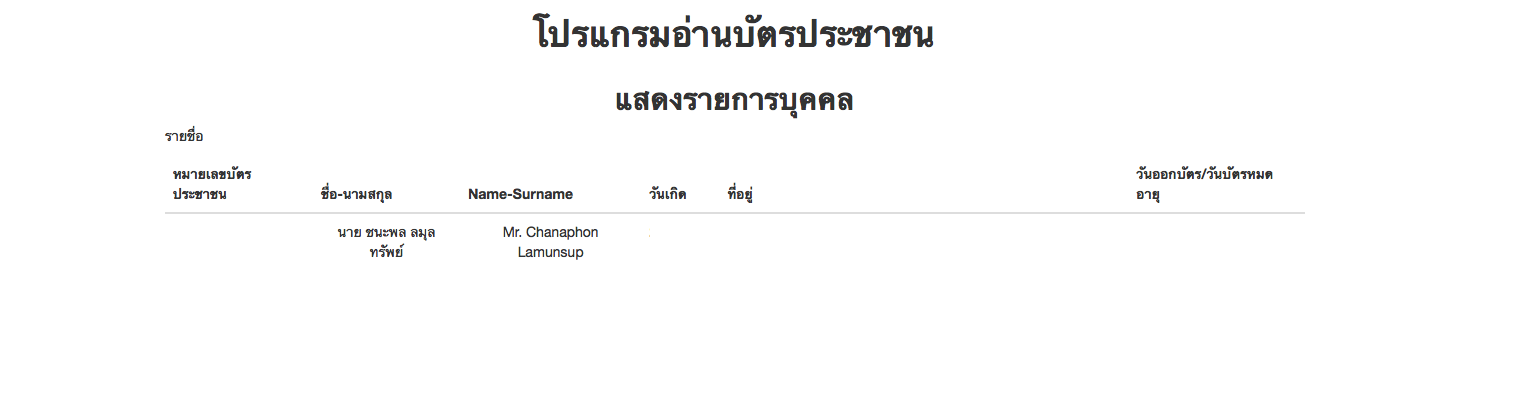 โปรแกรมอ่านบัตรประชาชน
แสดงรายการบุคคล
รายชื่อ
หมายเลขบัตร
ประชาชน ชื่อ-นามสกุล Name-Surname วันเกิด ที่อยู่ วันออกบัตร/วันบัตรหมด
อายุ
นาย ชนะพล ลมุล Mr. Chanaphon
ทรัพย์ Lamunsup